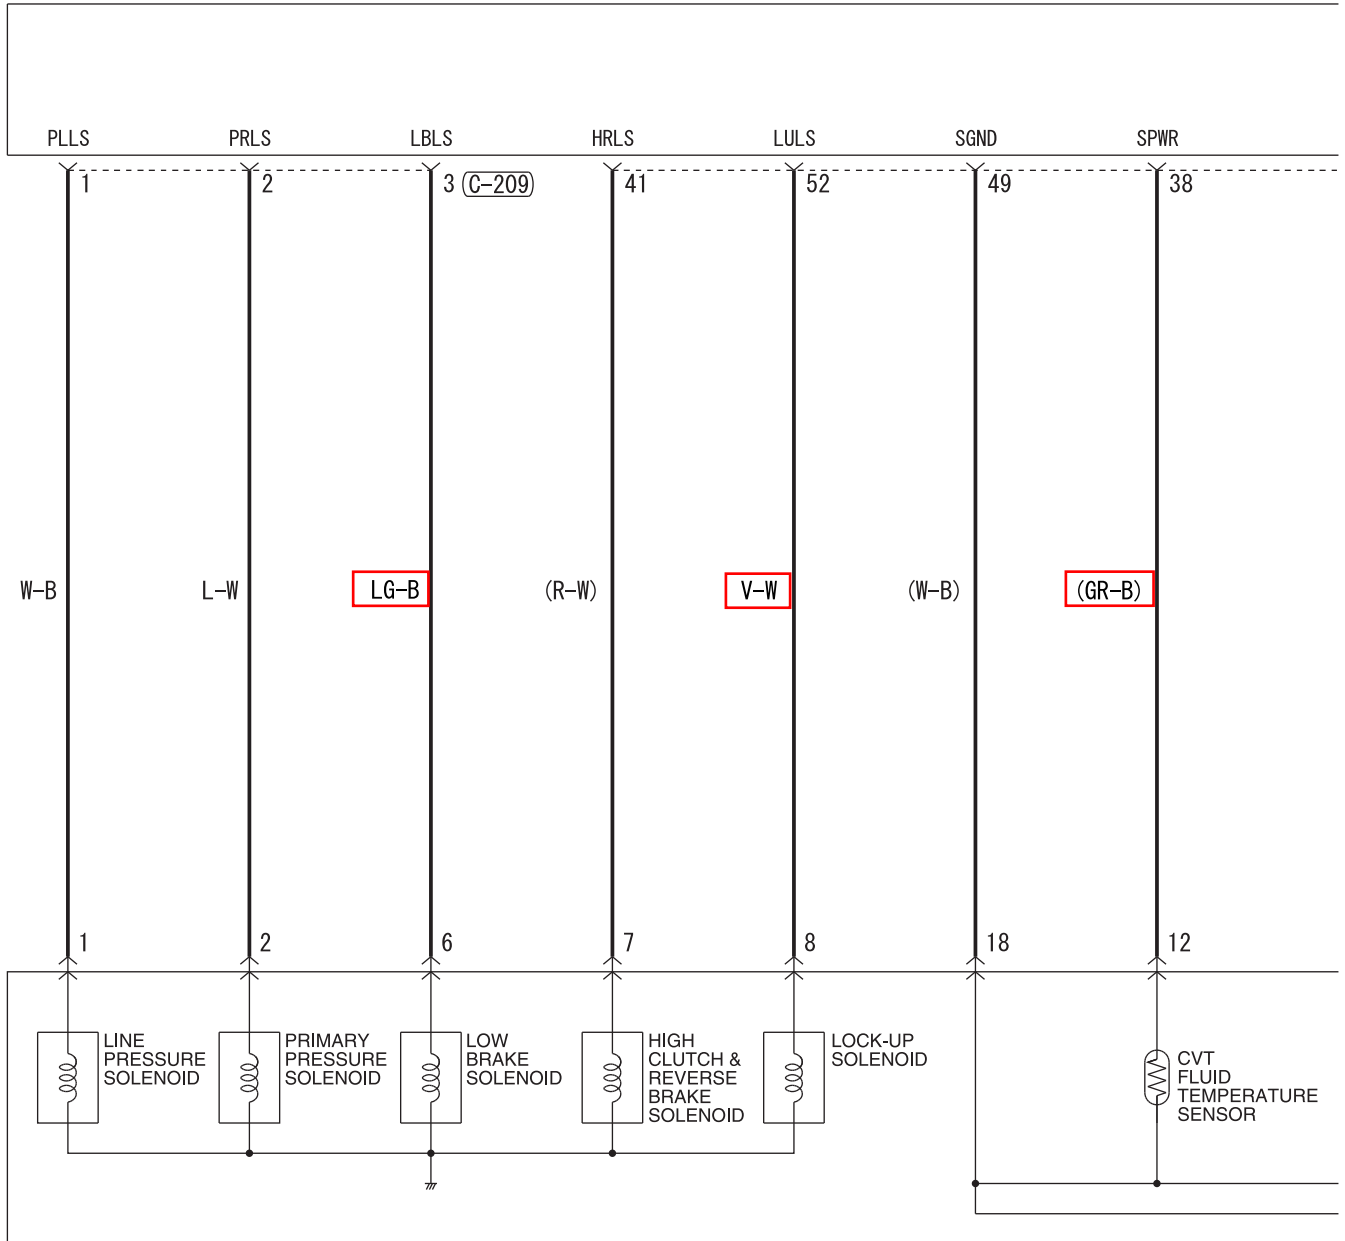 PLLS PRLS LBLS HRLS LULS SGND SPWR
1 2 3 (C-209) 41 52 49 38
W-B L-W LG-B (R-W) V-W (W-B) (GR-B)
1 2 6 7 8 18 12
LINE
PRESSURE
SOLENOID
PRIMARY
PRESSURE
SOLENOID
LOW
BRAKE
SOLENOID
HIGH
CLUTCH &
REVERSE
BRAKE
SOLENOID
LOCK-UP
SOLENOID
CVT
FLUID
TEMPERATURE
SENSOR